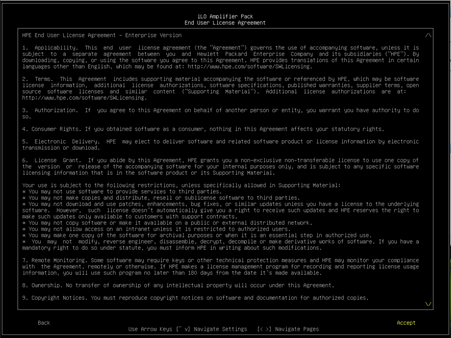 iLO Amplifier Pack
End User License Agreement
HPE End User License Agreement - Enterprise Version
1. Applicability. This end user license agreement (the "Agreement") governs the use of accompanying software, unless it is
subject to a separate agreement between you and Hewlett Packard Enterprise Company and its subsidiaries ("HPE"). By
downloading, copying, or using the software you agree to this Agreement. HPE provides translations of this Agreement in certain
languages other than English, which may be found at: http://www.hpe.com/software/SWLicensing.
2. Terms. This Agreement includes supporting material accompanying the software or referenced by HPE, which may be software
license information, additional license authorizations, software specifications, published warranties, supplier terms, open
source software licenses and similar content ("Supporting Material"). Additional license authorizations are at:
http://www.hpe.com/software/SWLicensing.
3. Authorization. If you agree to this Agreement on behalf of another person or entity, you warrant you have authority to do
so.
4. Consumer Rights. If you obtained software as a consumer, nothing in this Agreement affects your statutory rights.
5. Electronic Delivery. HPE may elect to deliver software and related software product or license information by electronic
transmission or download.
6. License Grant. If you abide by this Agreement, HPE grants you a non-exclusive non-transferable license to use one copy of
the version or release of the accompanying software for your internal purposes only, and is subject to any specific software
licensing information that is in the software product or its Supporting Material.
Your use is subject to the following restrictions, unless specifically allowed in Supporting Material:
* You may not use software to provide services to third parties.
* You may not make copies and distribute, resell or sublicense software to third parties.
* You may not download and use patches, enhancements, bug fixes, or similar updates unless you have a license to the underlying
software. However, such license doesn't automatically give you a right to receive such updates and HPE reserves the right to
make such updates only available to customers with support contracts.
* You may not copy software or make it available on a public or external distributed network.
* You may not allow access on an intranet unless it is restricted to authorized users.
* You may make one copy of the software for archival purposes or when it is an essential step in authorized use.
* You may not modify, reverse engineer, disassemble, decrypt, decompile or make derivative works of software. If you have a
mandatory right to do so under statute, you must inform HPE in writing about such modifications.
7. Remote Monitoring. Some software may require keys or other technical protection measures and HPE may monitor your compliance
with the Agreement, remotely or otherwise. If HPE makes a license management program for recording and reporting license usage
information, you will use such program no later than 180 days from the date it's made available.
8. Ownership. No transfer of ownership of any intellectual property will occur under this Agreement.
9. Copyright Notices. You must reproduce copyright notices on software and documentation for authorized copies.
Back Accept
Use Arrow Keys [^ v] Navigate Settings [< >] Navigate Pages